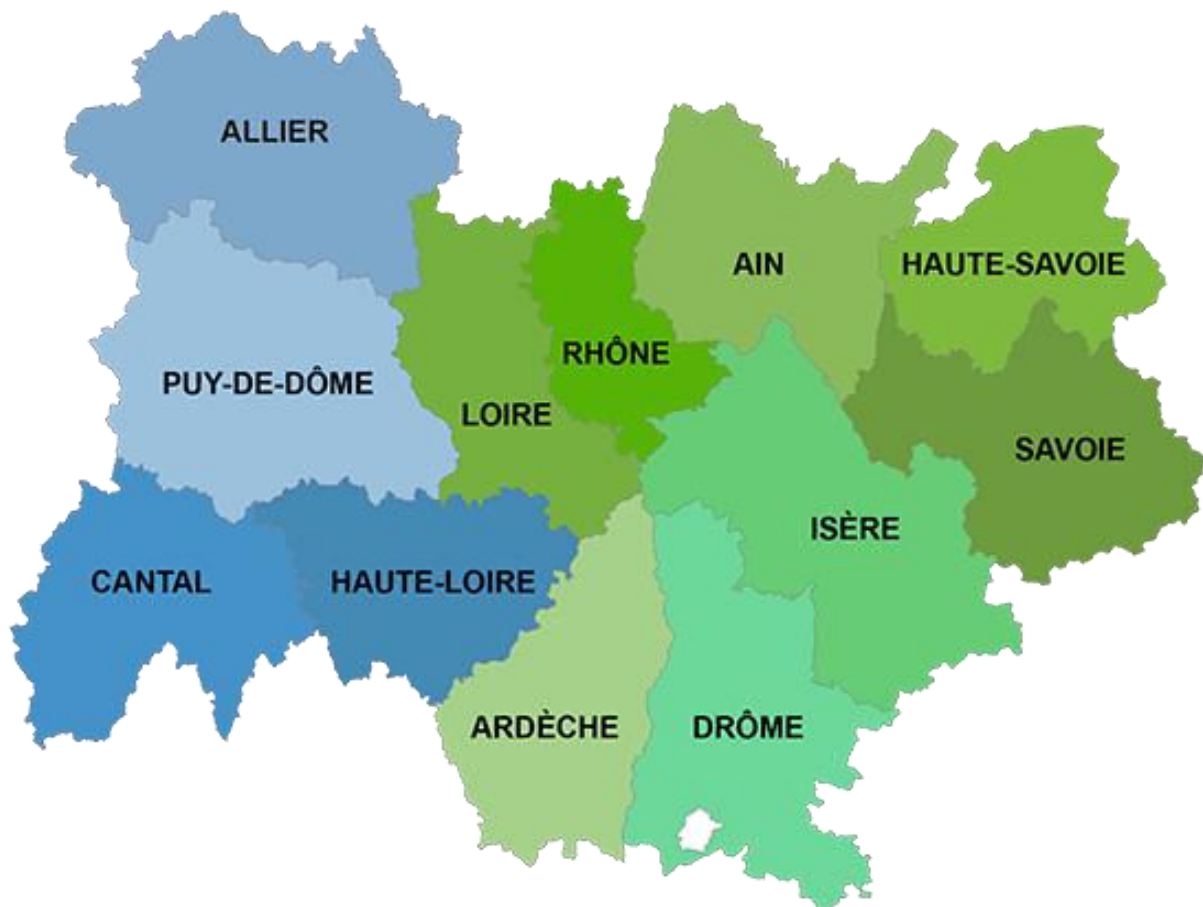 ALLIER
AIN
HAUTE-SAVOIE
RHÔNE
PUY-DE-DÔME
LOIRE
SAVOIE
ISÈRE
CANTAL
HAUTE-LOIRE
ARDÈCHE
DRÔME